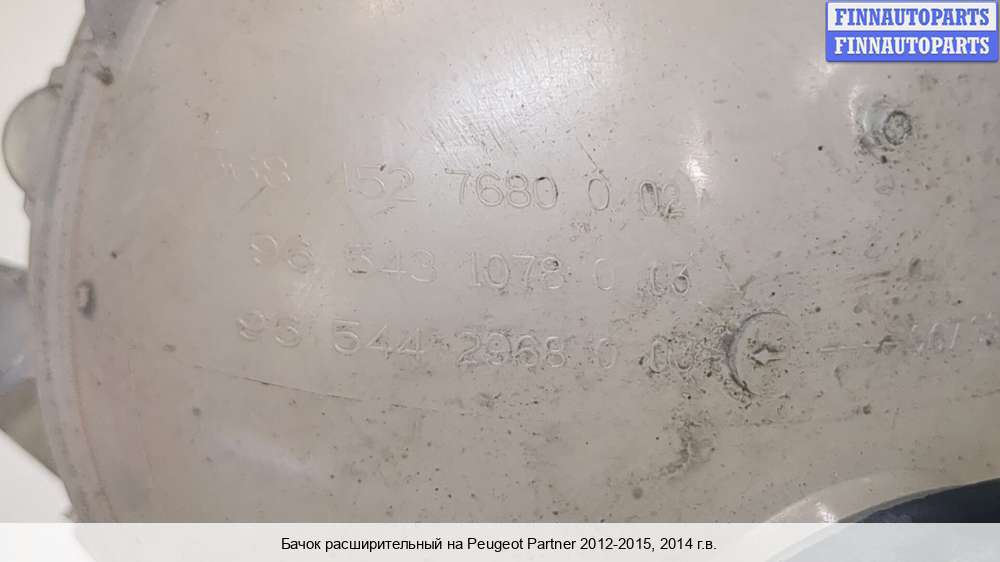 FINNAUTOPARTS
FINNAUTOPARTS
152 7680 0 02
96 543 1078 0 03
96 544 2968 0
Бачок расширительный на Peugeot Partner 2012-2015, 2014 г.в.